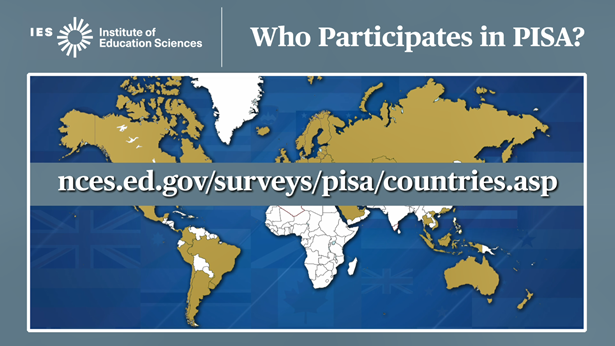 IES
Institute of
Education Sciences
Who Participates in PISA?
nces.ed.gov/surveys/pisa/countries.asp